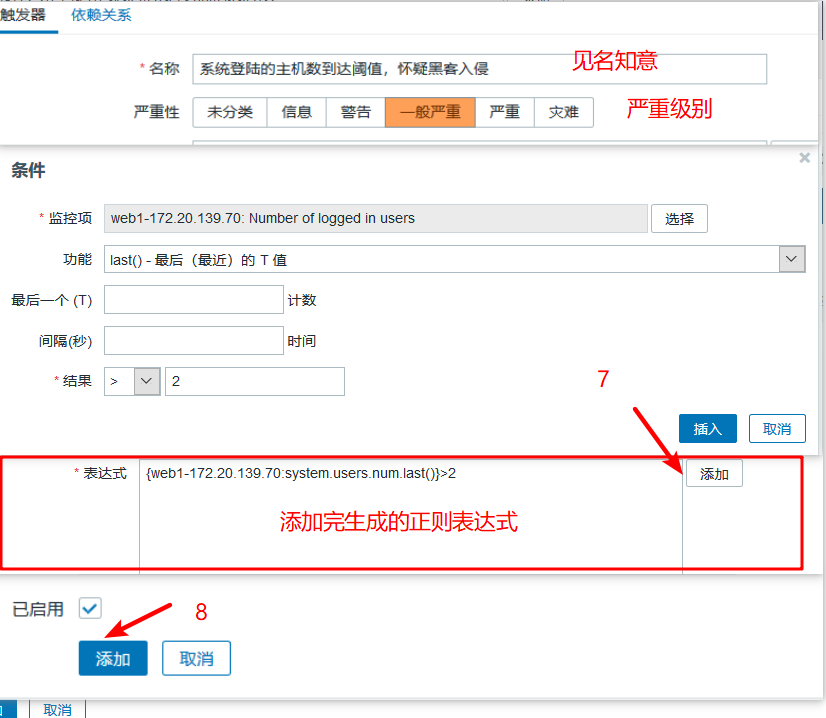 触发器 依赖关系
* 名称 系统登陆的主机数到达阈值，怀疑黑客入侵 见名知意
严重性 未分类 信息 警告 一般严重 严重 灾难 严重级别
条件 ×
* 监控项 web1-172.20.139.70: Number of logged in users 选择
功能 last() - 最后（最近）的 T 值
最后一个 (T) 计数
间隔(秒) 时间
* 结果 > 2
7
插入 取消
* 表达式 {web1-172.20.139.70:system.users.num.last()}>2 添加
添加完生成的正则表达式
已启用 8
添加 取消
取消